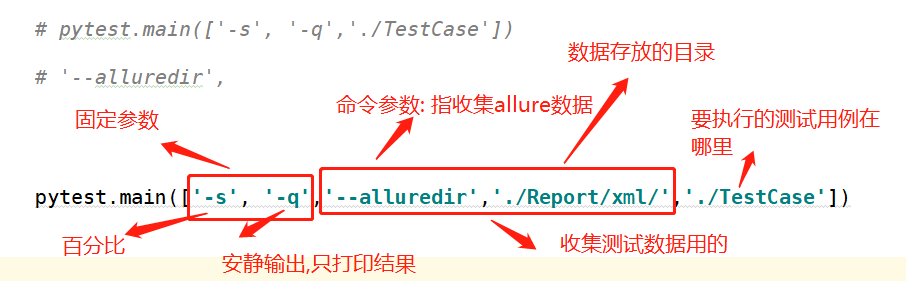 # pytest.main(['-s', '-q','./TestCase'])
# '--alluredir',
数据存放的目录
固定参数
命令参数: 指收集allure数据
要执行的测试用例在
哪里
pytest.main(['-s', '-q','--alluredir','./Report/xml/','./TestCase'])
百分比
安静输出,只打印结果
收集测试数据用的